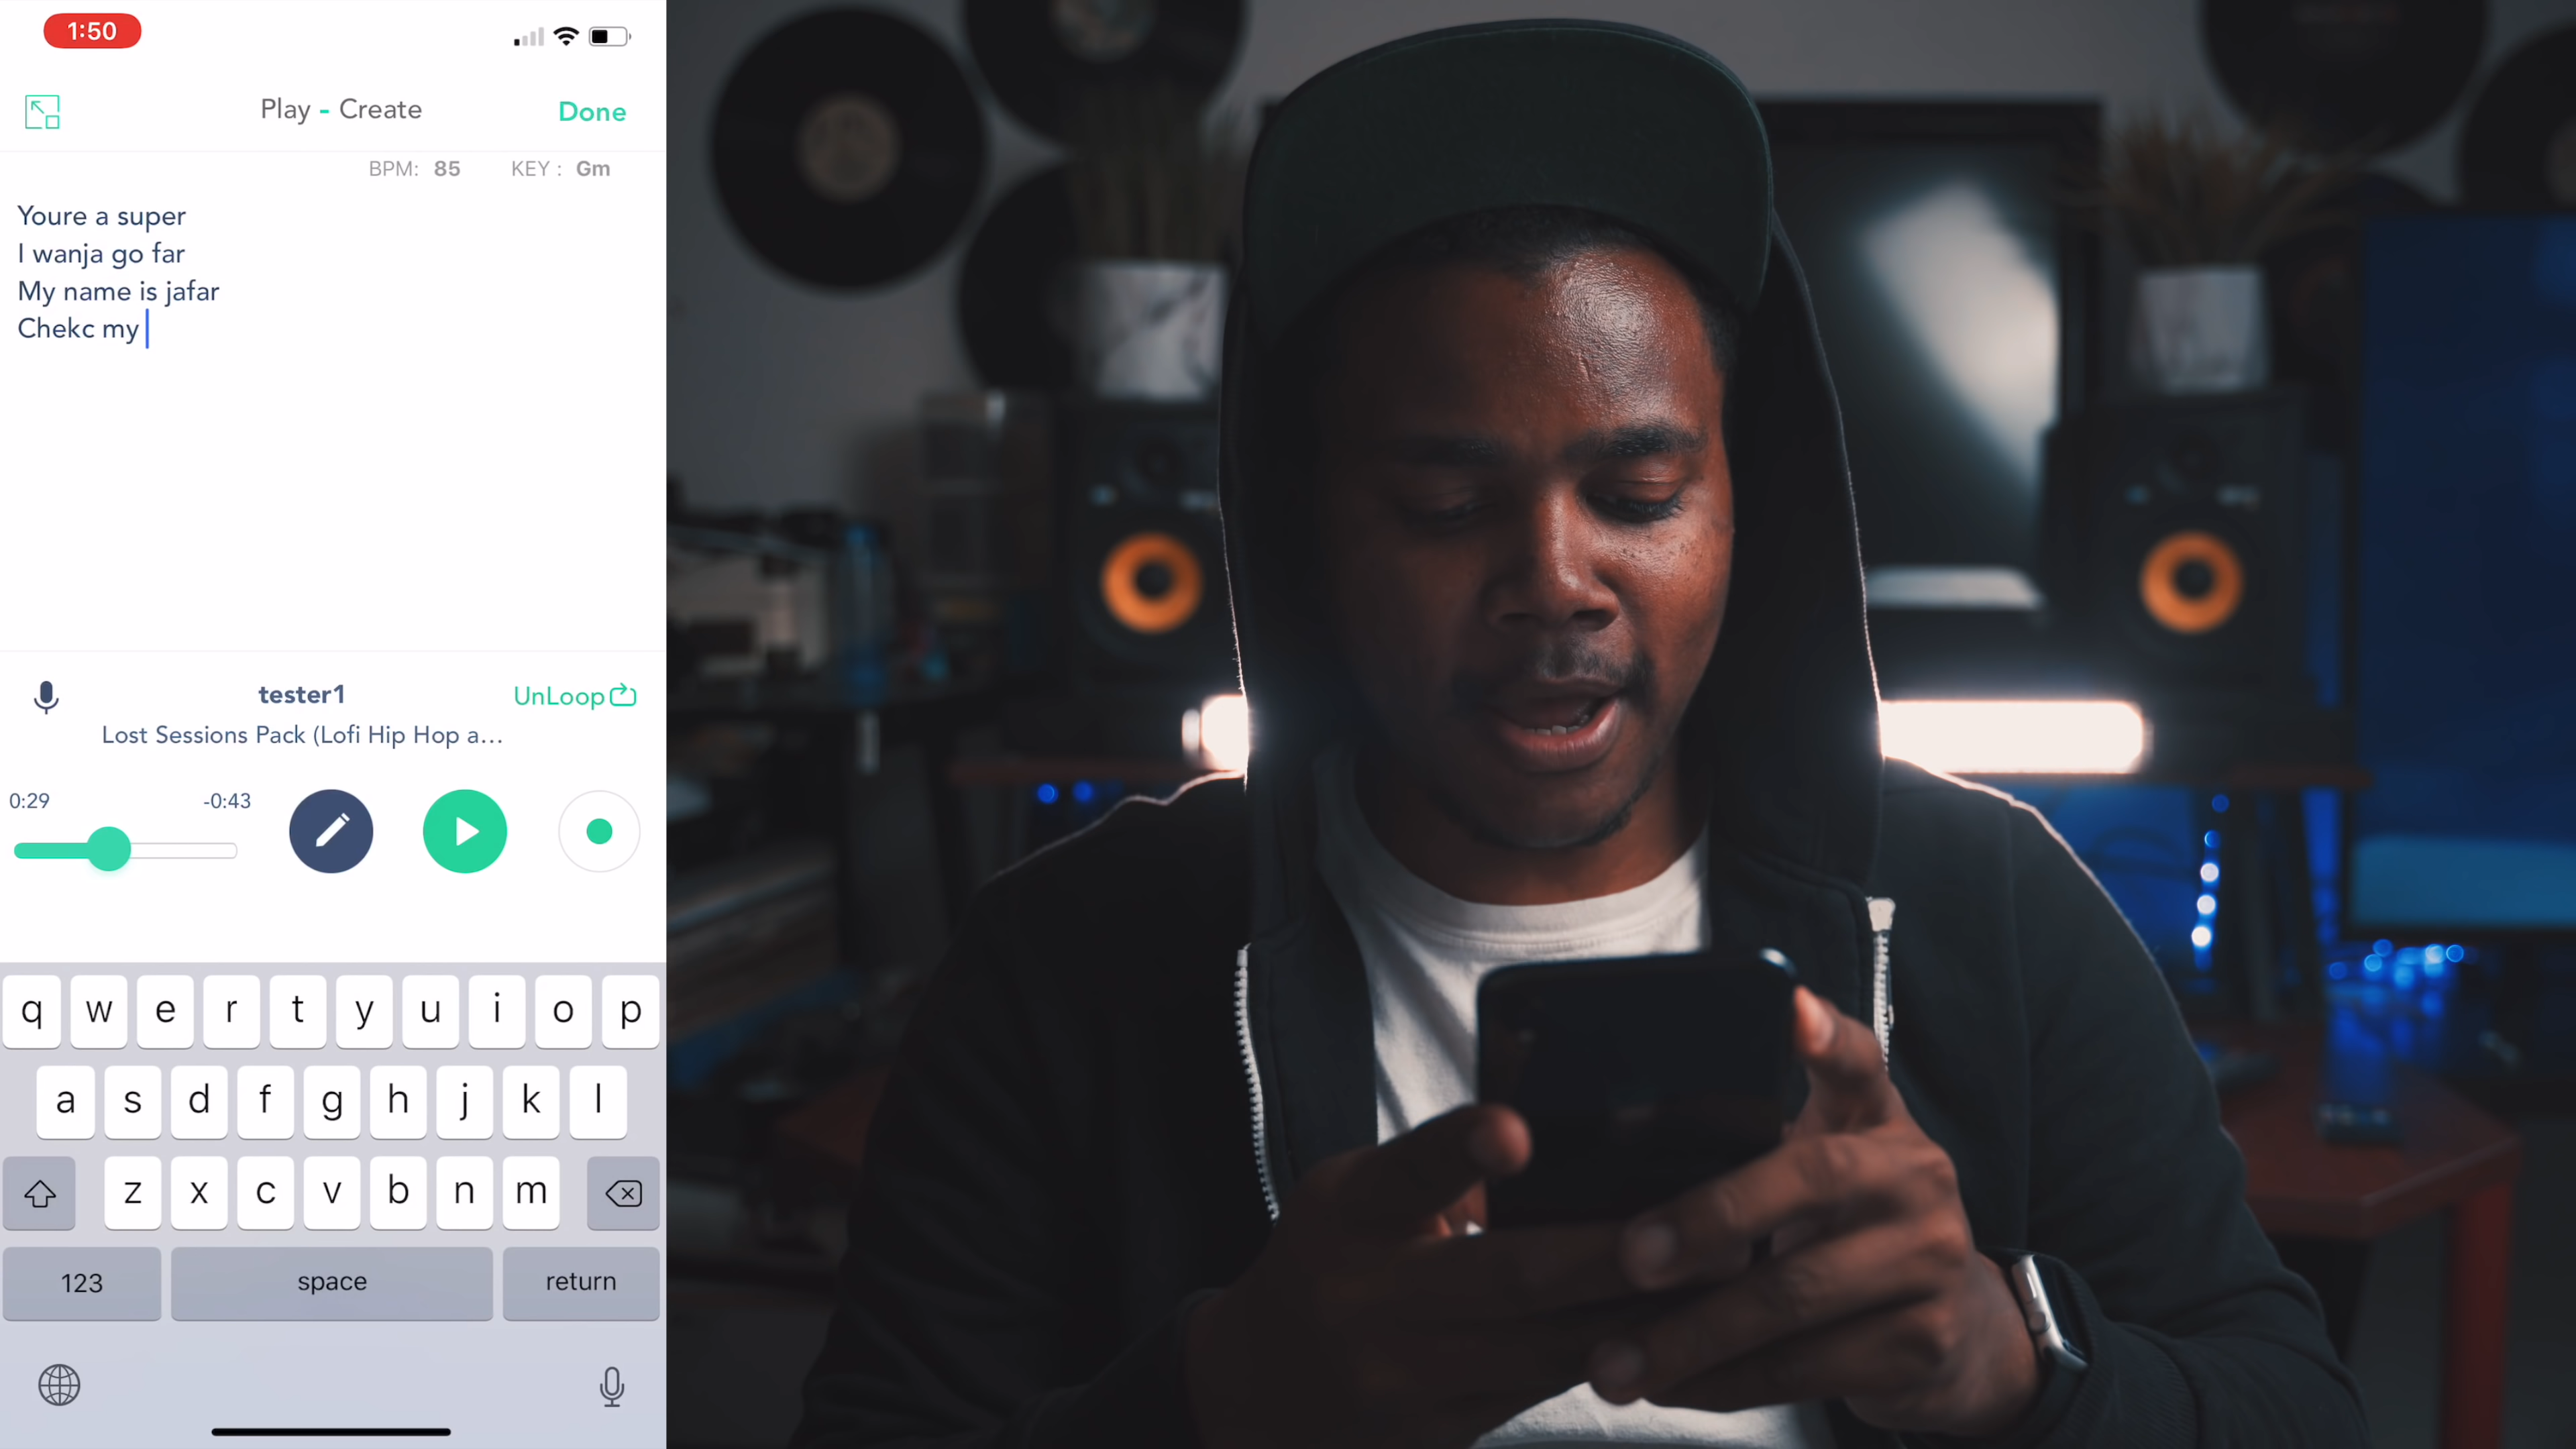 1:50
Play - Create
Done
BPM: 85 KEY : Gm
Youre a super
I wanja go far
My name is jafar
Chekc my
tester1
UnLoop
Lost Sessions Pack (Lofi Hip Hop a...
0:29 -0:43
q w e r t y u i o p
a s d f g h j k l
z x c v b n m
123 space return